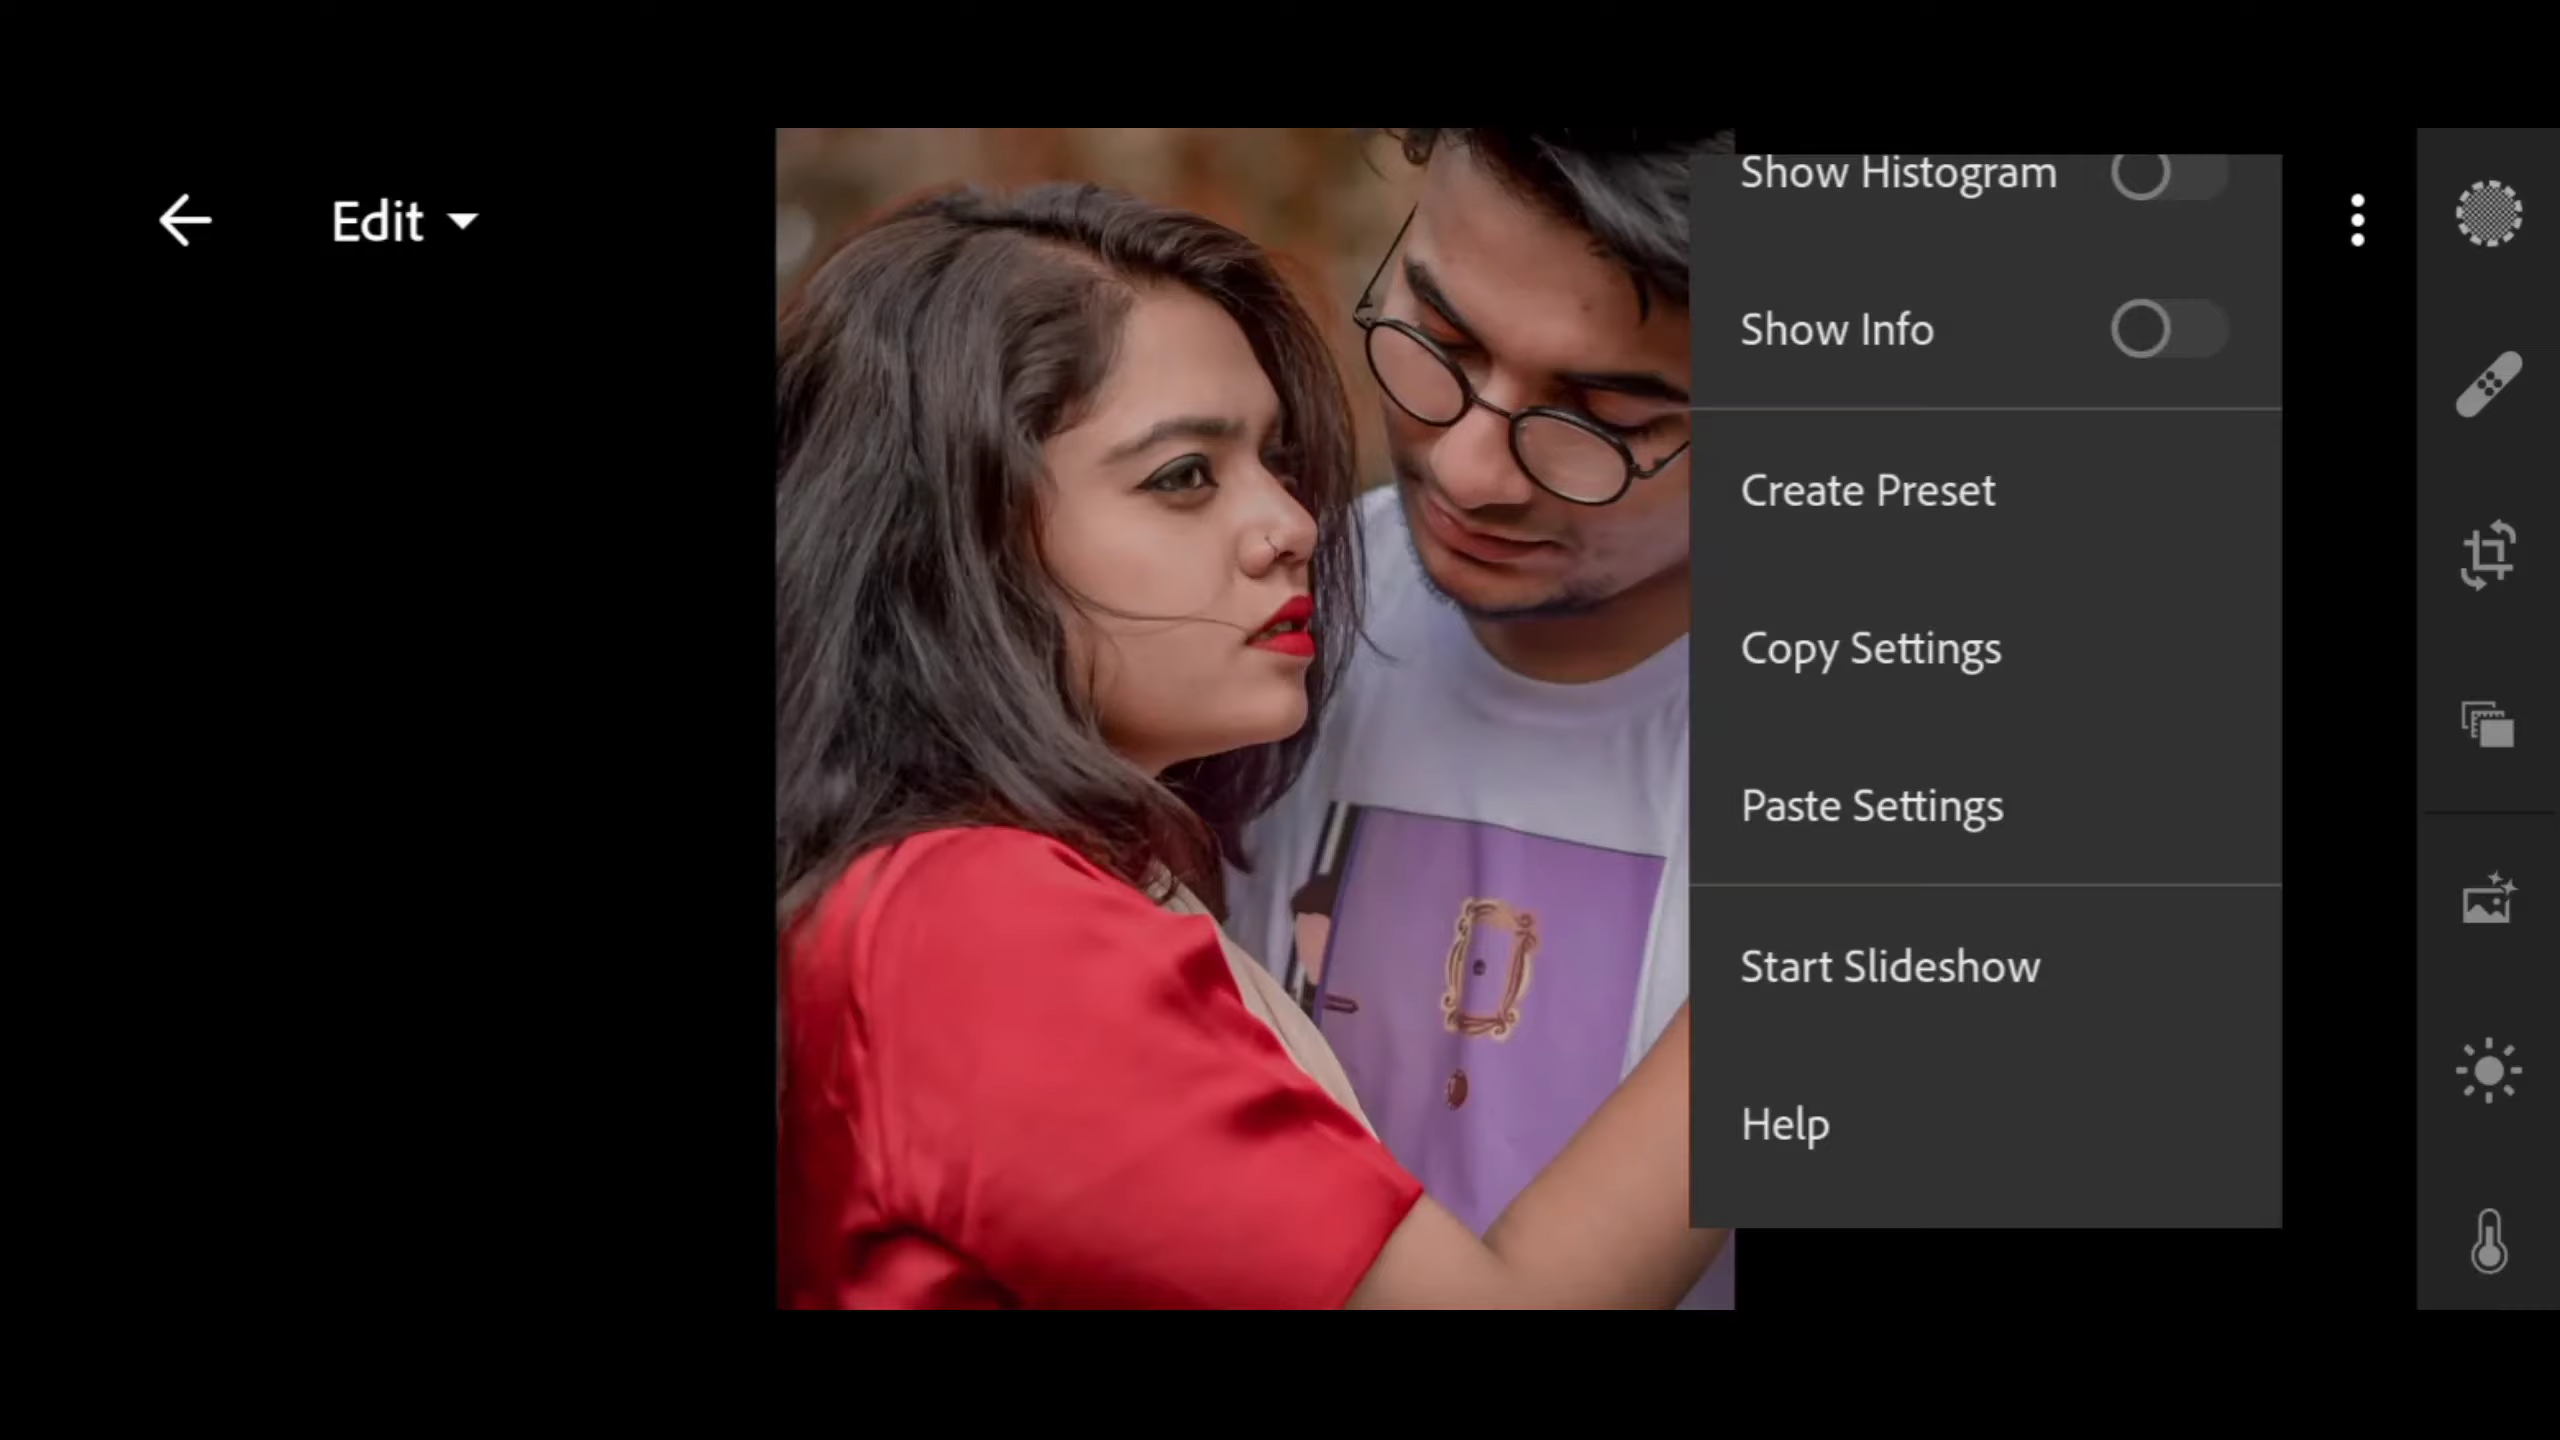 Edit
Show Histogram
Show Info
Create Preset
Copy Settings
Paste Settings
Start Slideshow
Help